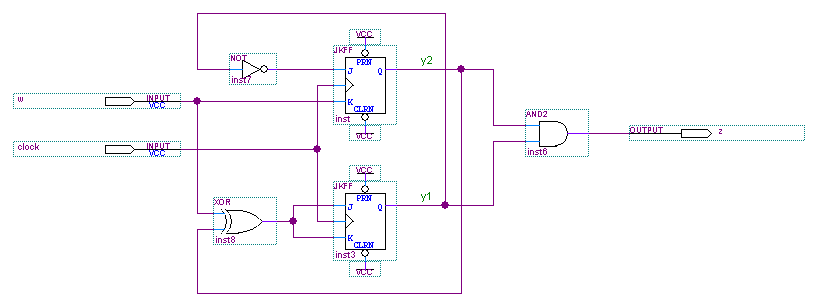 VCC
NOT
JKFF
PRN
y2
J
Q
inst7
w
INPUT
VCC
K
CLRN
inst
AND2
VCC
OUTPUT
z
clock
INPUT
VCC
inst6
VCC
JKFF
PRN
y1
XOR
J
Q
K
inst8
CLRN
inst3
VCC